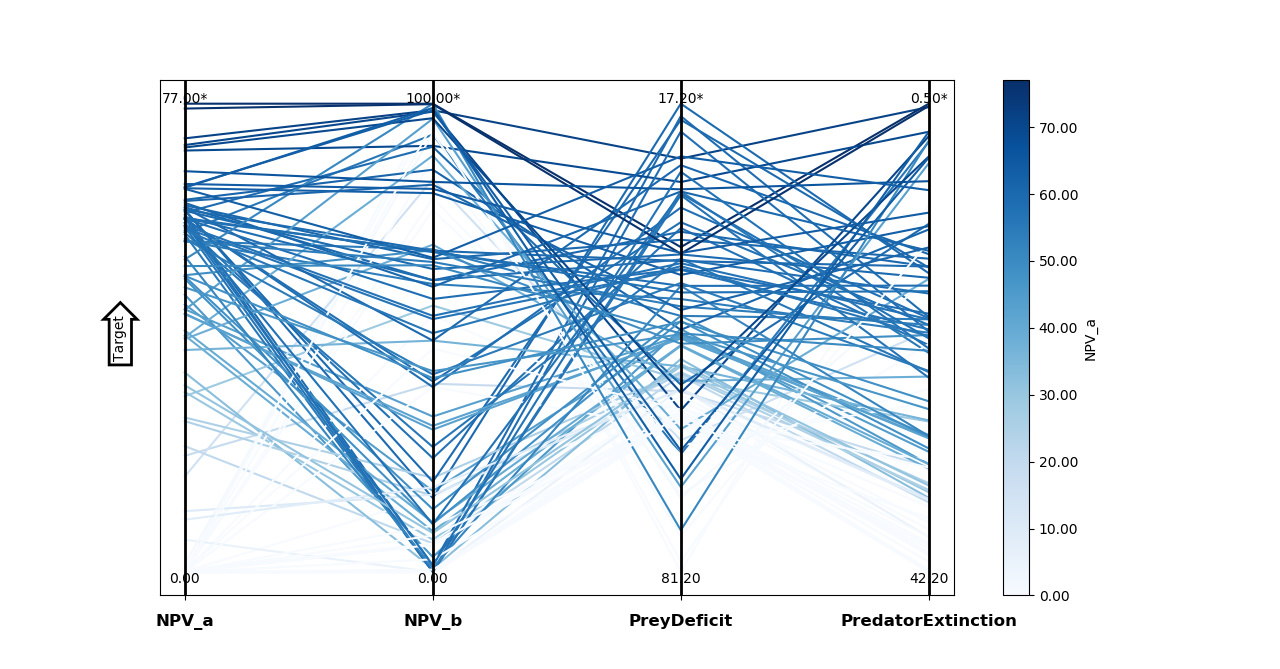 77.00*
100.00*
17.20*
0.50*
Target
0.00
0.00
81.20
42.20
NPV_a
NPV_b
PreyDeficit
PredatorExtinction
70.00
60.00
50.00
40.00
30.00
20.00
10.00
0.00
NPV_a